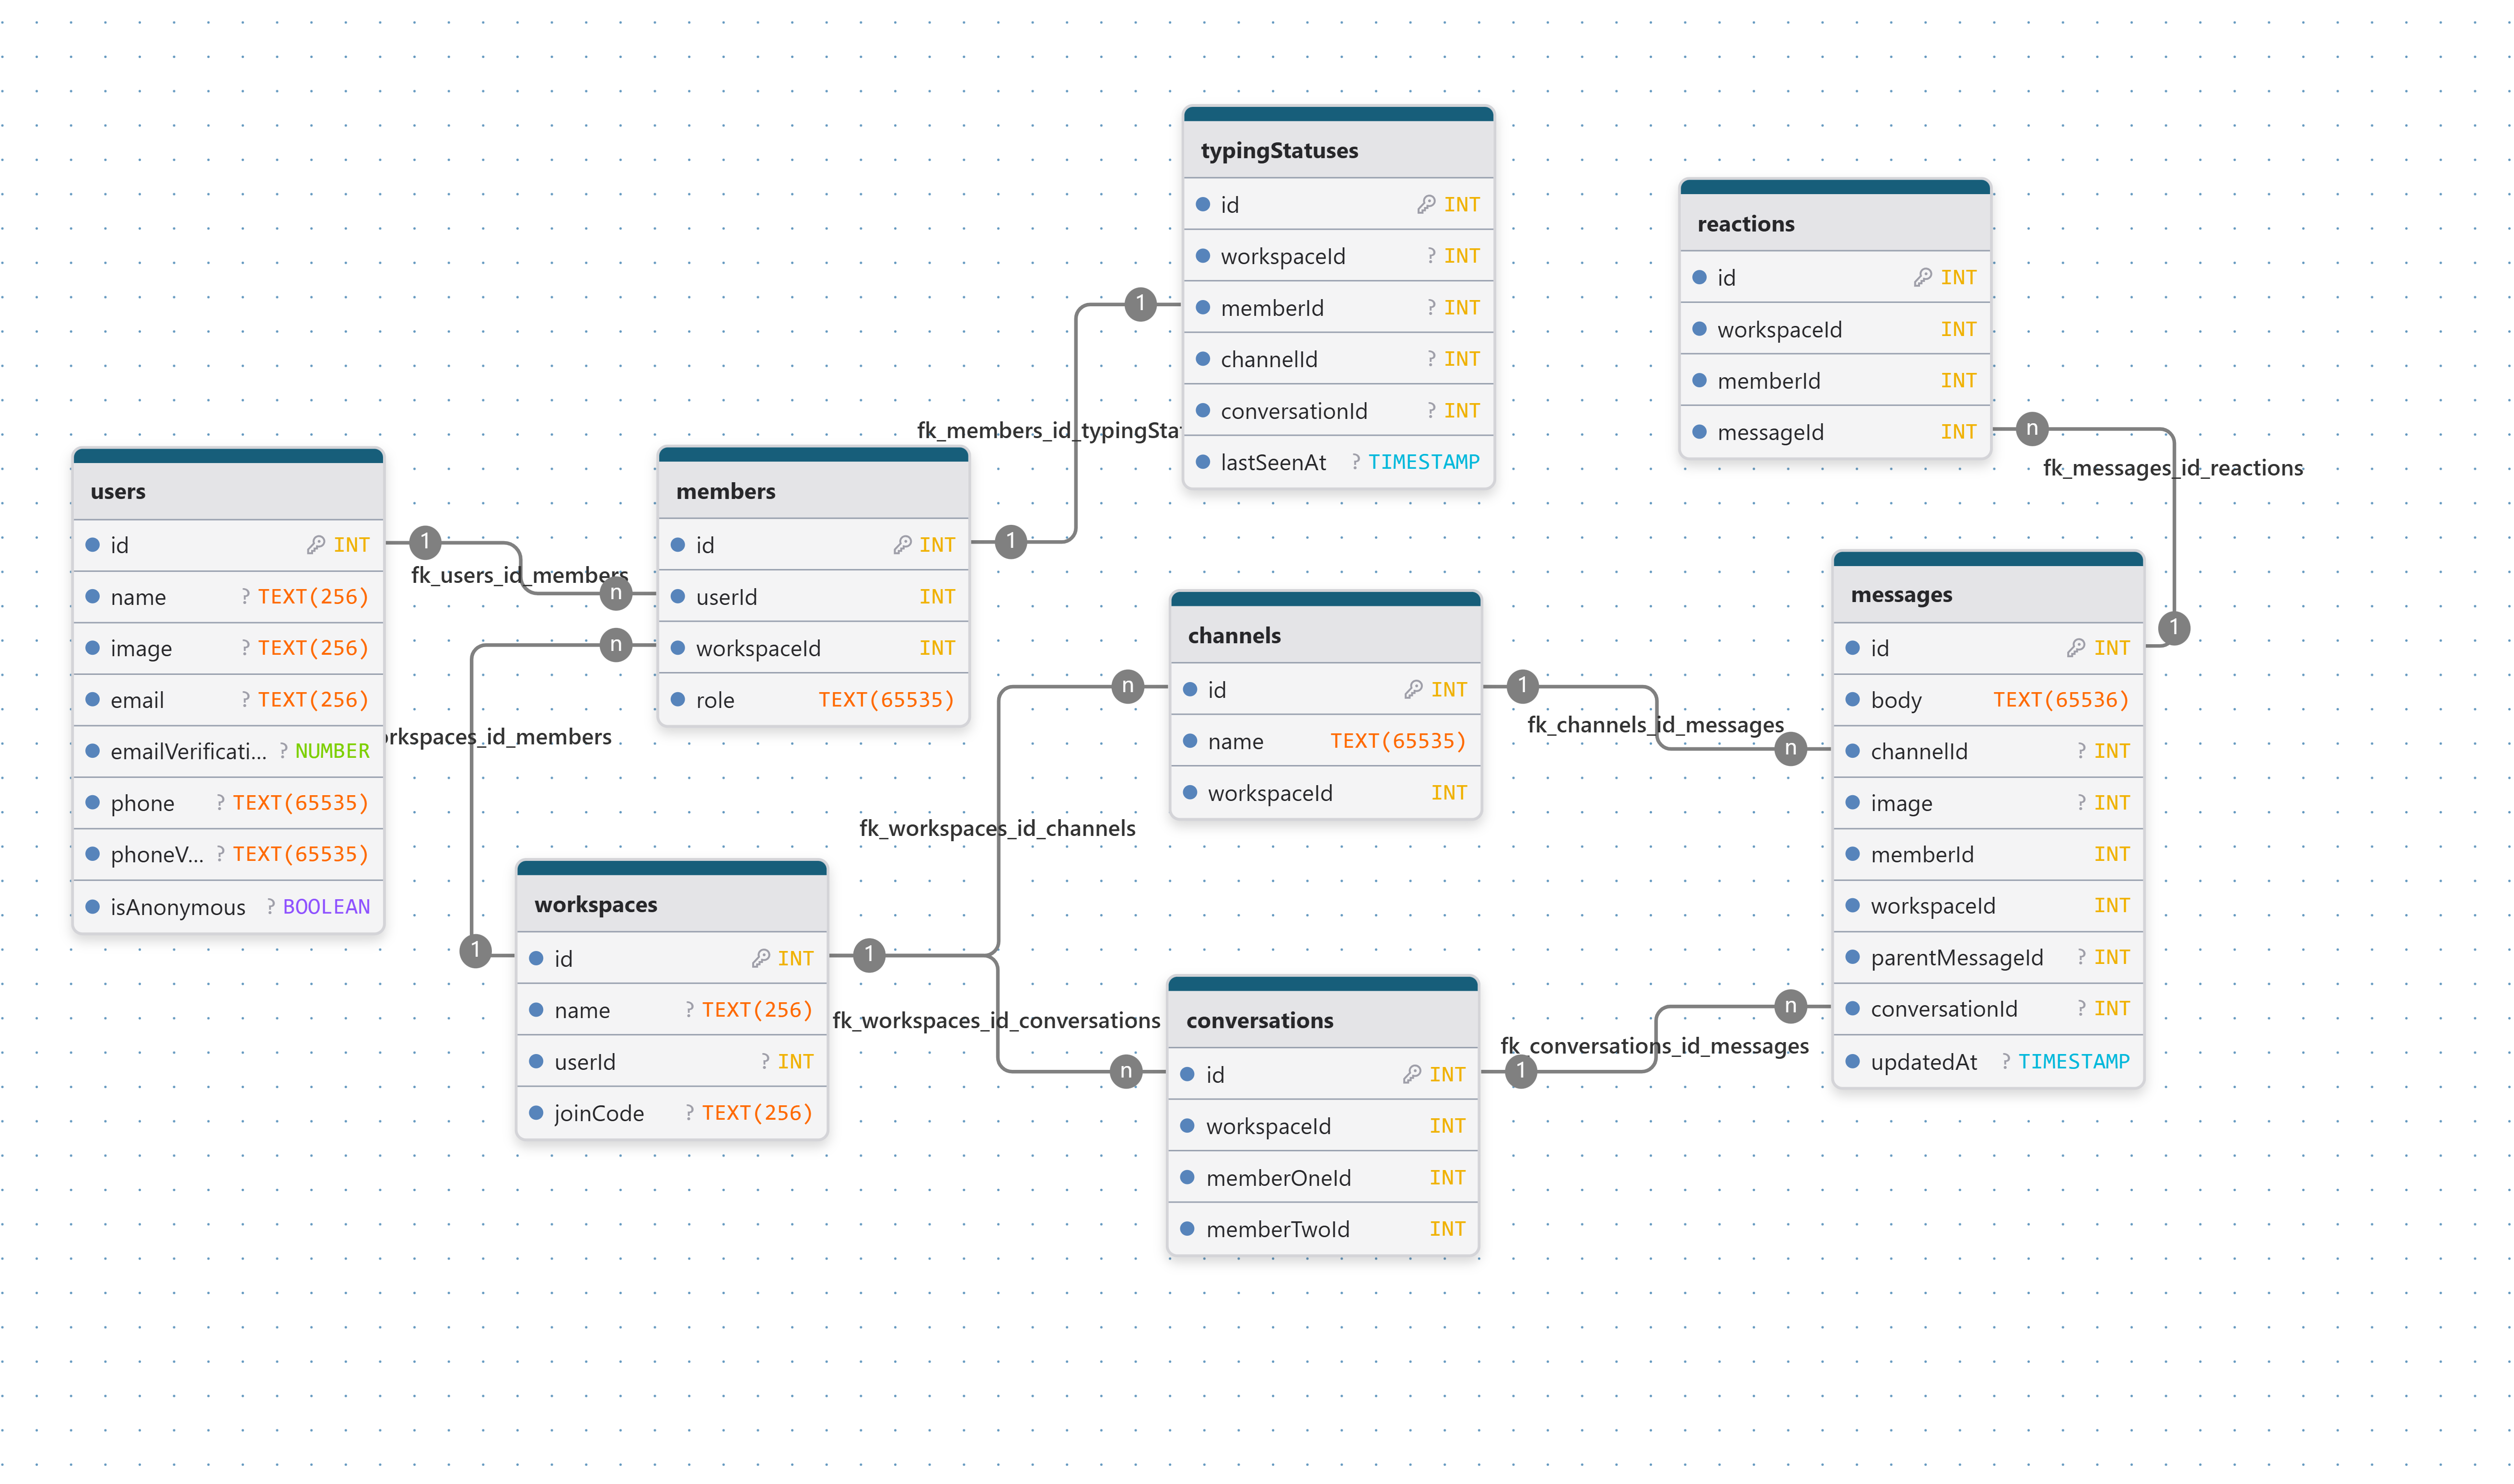 typingStatuses
id INT
workspaceId ? INT
memberId ? INT
channelId ? INT
conversationId ? INT
lastSeenAt ? TIMESTAMP
reactions
id INT
workspaceId INT
memberId INT
messageId INT
users
id INT
name ? TEXT(256)
image ? TEXT(256)
email ? TEXT(256)
emailVerificati... ? NUMBER
phone ? TEXT(65535)
phoneV... ? TEXT(65535)
isAnonymous ? BOOLEAN
members
id INT
userId INT
workspaceId INT
role TEXT(65535)
channels
id INT
name TEXT(65535)
workspaceId INT
messages
id INT
body TEXT(65536)
channelId ? INT
image ? INT
memberId INT
workspaceId INT
parentMessageId ? INT
conversationId ? INT
updatedAt ? TIMESTAMP
workspaces
id INT
name ? TEXT(256)
userId ? INT
joinCode ? TEXT(256)
conversations
id INT
workspaceId INT
memberOneId INT
memberTwoId INT
fk_members_id_typingSta
1
1
fk_users_id_members
1
n
rkspaces_id_members
n
1
fk_workspaces_id_channels
1
n
fk_workspaces_id_conversations
n
fk_channels_id_messages
1
n
fk_conversations_id_messages
1
n
fk_messages_id_reactions
n
1